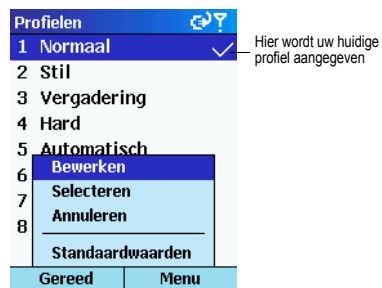 Profielen
1 Normaal
Hier wordt uw huidige
profiel aangegeven
2 Stil
3 Vergadering
4 Hard
5 Automatisch
6
7
8
Bewerken
Selecteren
Annuleren
Standaardwaarden
Gereed Menu